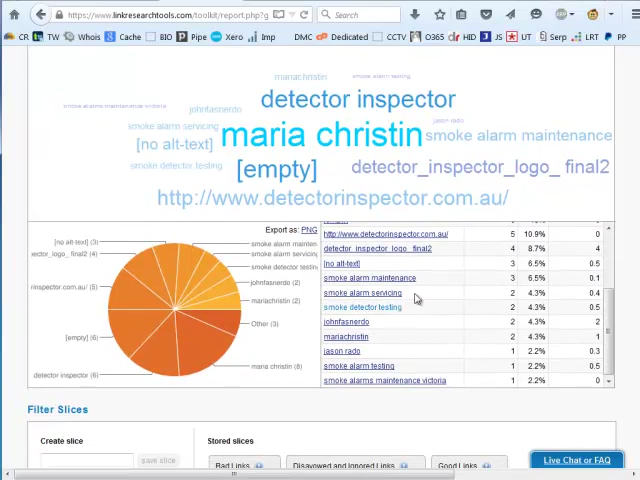 https://www.linkresearchtools.com/toolkit/report.php?g
Search
CR TW Whois Cache BIO Pipe Xero Imp DMC Dedicated CCTV O365 HID JS UT Serp LRT PP
mariachristin
smoke alarm testing
detector inspector
smoke alarms maintenance victoria
johnfasnerdo
jason rado
smoke alarm servicing
maria christin
smoke alarm maintenance
[no alt-text]
smoke detector testing
[empty]
detector_inspector_logo_ final2
http://www.detectorinspector.com.au/
Export as: PNG
[no alt-text] (3)
ector_logo_ final2 (4)
inspector.com.au/ (5)
[empty] (6)
detector inspector (6)
smoke alarm mainten
smoke alarm servicing
smoke detector testing
johnfasnerdo (2)
mariachristin (2)
Other (3)
maria christin (8)
http://www.detectorinspector.com.au/ 5 10.9% 0
detector_inspector_logo_final2 4 8.7% 4
[no alt-text] 3 6.5% 0.5
smoke alarm maintenance 3 6.5% 0.1
smoke alarm servicing 2 4.3% 0.4
smoke detector testing 2 4.3% 0.5
johnfasnerdo 2 4.3% 2
mariachristin 2 4.3% 1
jason rado 1 2.2% 0.3
smoke alarm testing 1 2.2% 0.5
smoke alarms maintenance victoria 1 2.2% 0
Filter Slices
Create slice
save slice
Stored slices
Bad Links
Disavowed and Ignored Links
Good Links
Live Chat or FAQ